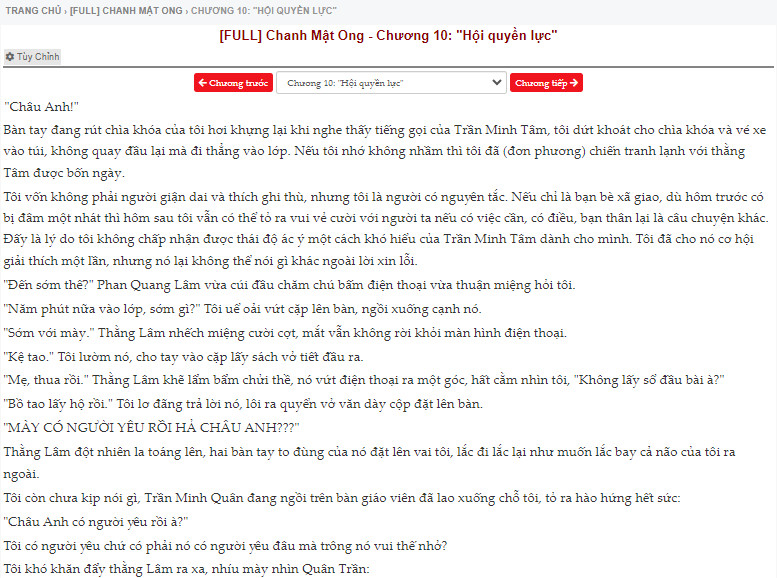 TRANG CHỦ › [FULL] CHANH MẬT ONG › CHƯƠNG 10: "HỘI QUYỀN LỰC"
[FULL] Chanh Mật Ong - Chương 10: "Hội quyền lực"
Tùy Chỉnh
Chương trước Chương 10: "Hội quyền lực" Chương tiếp
"Châu Anh!"
Bàn tay đang rút chìa khóa của tôi hơi khựng lại khi nghe thấy tiếng gọi của Trần Minh Tâm, tôi dứt khoát cho chìa khóa và vé xe
vào túi, không quay đầu lại mà đi thẳng vào lớp. Nếu tôi nhớ không nhầm thì tôi đã (đơn phương) chiến tranh lạnh với thằng
Tâm được bốn ngày.
Tôi vốn không phải người giận dai và thích ghi thù, nhưng tôi là người có nguyên tắc. Nếu chỉ là bạn bè xã giao, dù hôm trước có
bị đâm một nhát thì hôm sau tôi vẫn có thể tỏ ra vui vẻ cười với người ta nếu có việc cần, có điều, bạn thân lại là câu chuyện khác.
Đấy là lý do tôi không chấp nhận được thái độ ác ý một cách khó hiểu của Trần Minh Tâm dành cho mình. Tôi đã cho nó cơ hội
giải thích một lần, nhưng nó lại không thể nói gì khác ngoài lời xin lỗi.
"Đến sớm thế?" Phan Quang Lâm vừa cúi đầu chăm chú bấm điện thoại vừa thuận miệng hỏi tôi.
"Năm phút nữa vào lớp, sớm gì?" Tôi uể oải vứt cặp lên bàn, ngồi xuống cạnh nó.
"Sớm với mày." Thằng Lâm nhếch miệng cười cợt, mắt vẫn không rời khỏi màn hình điện thoại.
"Kệ tao." Tôi lườm nó, cho tay vào cặp lấy sách vở tiết đầu ra.
"Mẹ, thua rồi." Thằng Lâm khẽ lẩm bẩm chửi thề, nó vứt điện thoại ra một góc, hất cằm nhìn tôi, "Không lấy sổ đầu bài à?"
"Bồ tao lấy hộ rồi." Tôi lơ đãng trả lời nó, lôi ra quyển vở văn dày cộp đặt lên bàn.
"MÀY CÓ NGƯỜI YÊU RỒI HẢ CHÂU ANH???"
Thằng Lâm đột nhiên la toáng lên, hai bàn tay to đùng của nó đặt lên vai tôi, lắc đi lắc lại như muốn lắc bay cả não của tôi ra
ngoài.
Tôi còn chưa kịp nói gì, Trần Minh Quân đang ngồi trên bàn giáo viên đã lao xuống chỗ tôi, tỏ ra hào hứng hết sức:
"Châu Anh có người yêu rồi à?"
Tôi có người yêu chứ có phải nó có người yêu đâu mà trông nó vui thế nhỉ?
Tôi khó khăn đẩy thằng Lâm ra xa, nhíu mày nhìn Quân Trần: